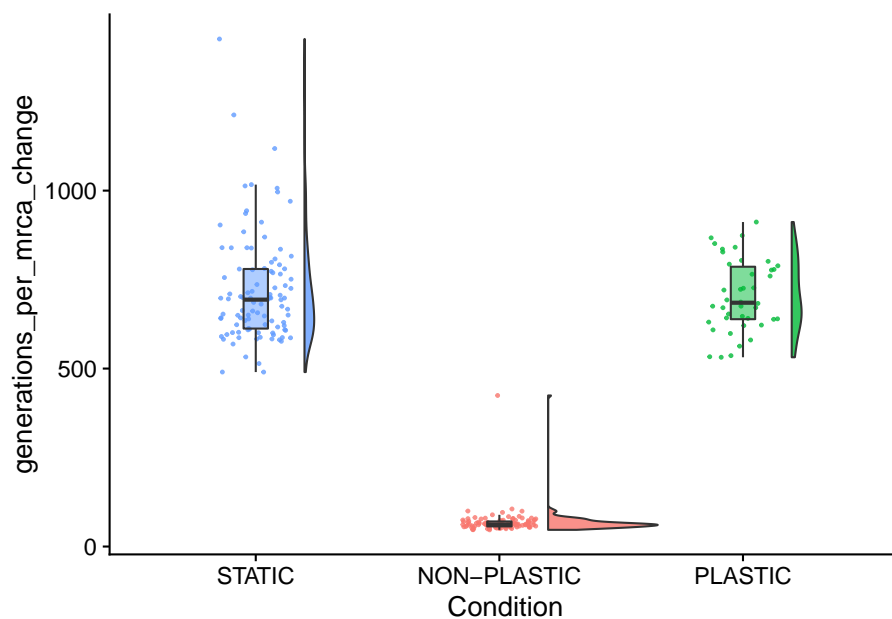 generations_per_mrca_change
1000
500
0
STATIC
NON−PLASTIC
PLASTIC
Condition